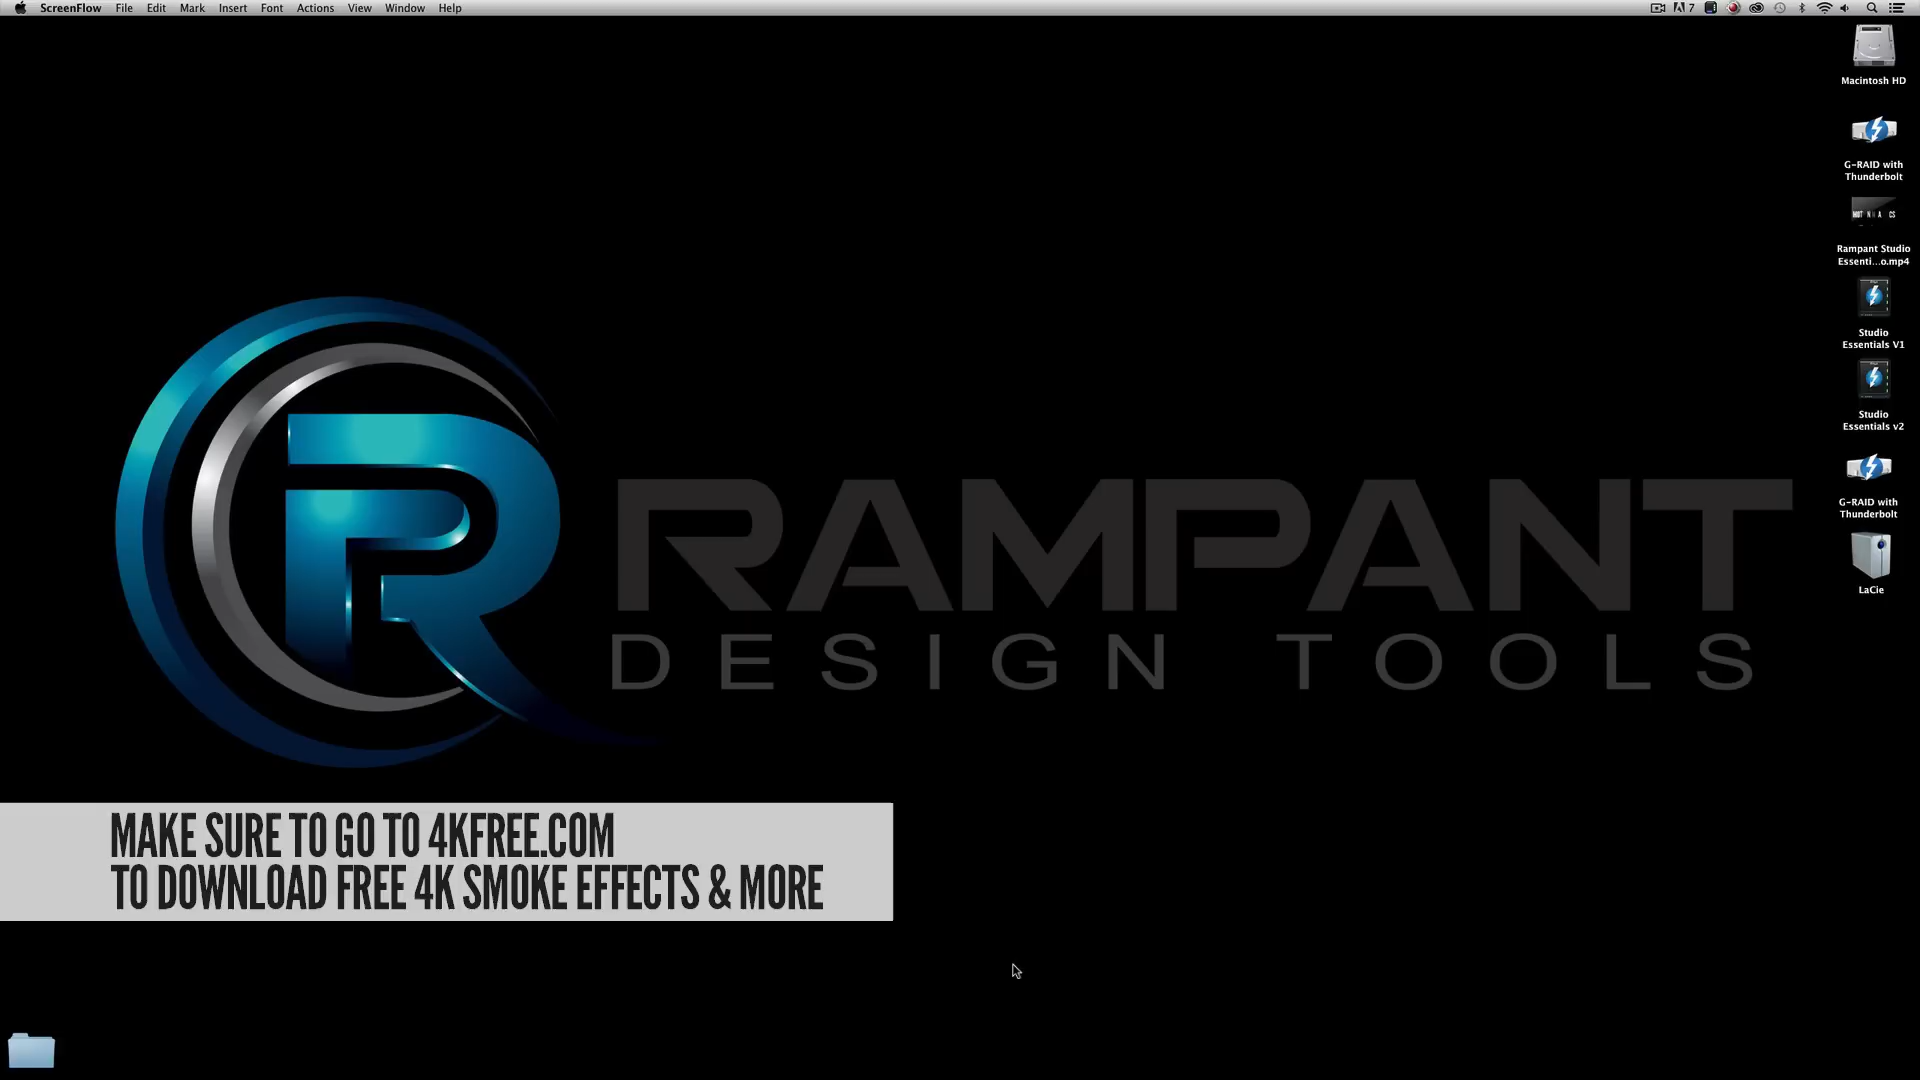 ScreenFlow File Edit Mark Insert Font Actions View Window Help
7
Macintosh HD
G-RAID with
Thunderbolt
Rampant Studio
Essenti...o.mp4
Studio
Essentials V1
Studio
Essentials v2
G-RAID with
Thunderbolt
LaCie
RAMPANT
DESIGN TOOLS
MAKE SURE TO GO TO 4KFREE.COM
TO DOWNLOAD FREE 4K SMOKE EFFECTS & MORE